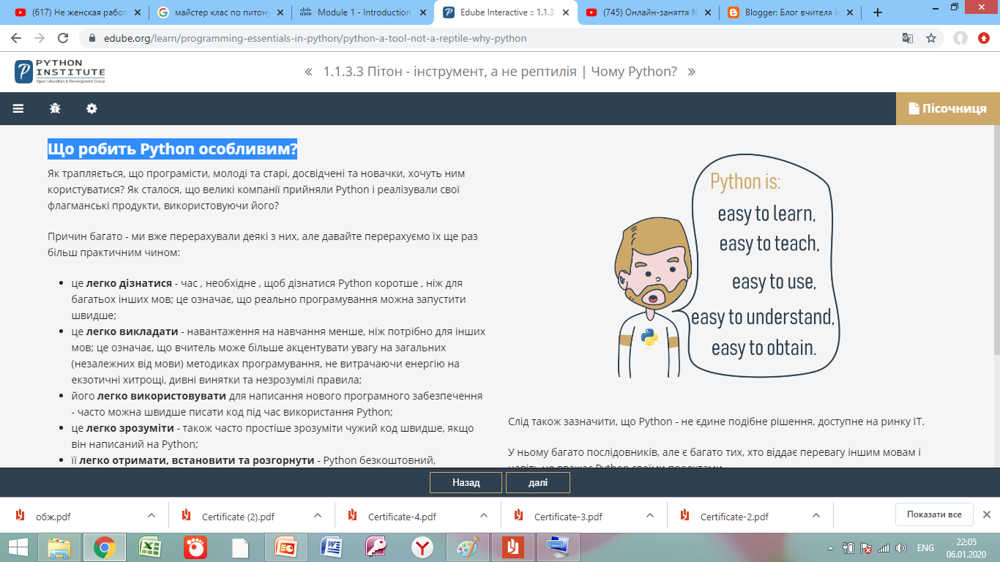 (617) Не женская работ
майстер клас по питону
Module 1 - Introduction
Edube Interactive :: 1.1.3.
(745) Онлайн-заняття N
Blogger: Блог вчителя ін
edube.org/learn/programming-essentials-in-python/python-a-tool-not-a-reptile-why-python
PYTHON
INSTITUTE
Open Education & Development Group
« 1.1.3.3 Пітон - інструмент, а не рептилія | Чому Python? »
Пісочниця
Що робить Python особливим?
Як трапляється, що програмісти, молоді та старі, досвідчені та новачки, хочуть ним
користуватися? Як сталося, що великі компанії прийняли Python і реалізували свої
флагманські продукти, використовуючи його?
Причин багато - ми вже перерахували деякі з них, але давайте перерахуємо їх ще раз
більш практичним чином:
• це легко дізнатися - час , необхідне , щоб дізнатися Python коротше , ніж для
багатьох інших мов; це означає, що реально програмування можна запустити
швидше;
• це легко викладати - навантаження на навчання менше, ніж потрібно для інших
мов; це означає, що вчитель може більше акцентувати увагу на загальних
(незалежних від мови) методиках програмування, не витрачаючи енергію на
екзотичні хитрощі, дивні винятки та незрозумілі правила;
• його легко використовувати для написання нового програмного забезпечення
- часто можна швидше писати код під час використання Python;
• це легко зрозуміти - також часто простіше зрозуміти чужий код швидше, якщо
він написаний на Python;
• її легко отримати, встановити та розгорнути - Python безкоштовний,
Python is:
easy to learn,
easy to teach,
easy to use,
easy to understand,
easy to obtain.
Слід також зазначити, що Python - не єдине подібне рішення, доступне на ринку ІТ.
У ньому багато послідовників, але є багато тих, хто віддає перевагу іншим мовам і
навіть не вважає Python своїми проектами
Назад
далі
обж.pdf
Certificate (2).pdf
Certificate-4.pdf
Certificate-3.pdf
Certificate-2.pdf
Показати все
ENG
22:05
06.01.2020